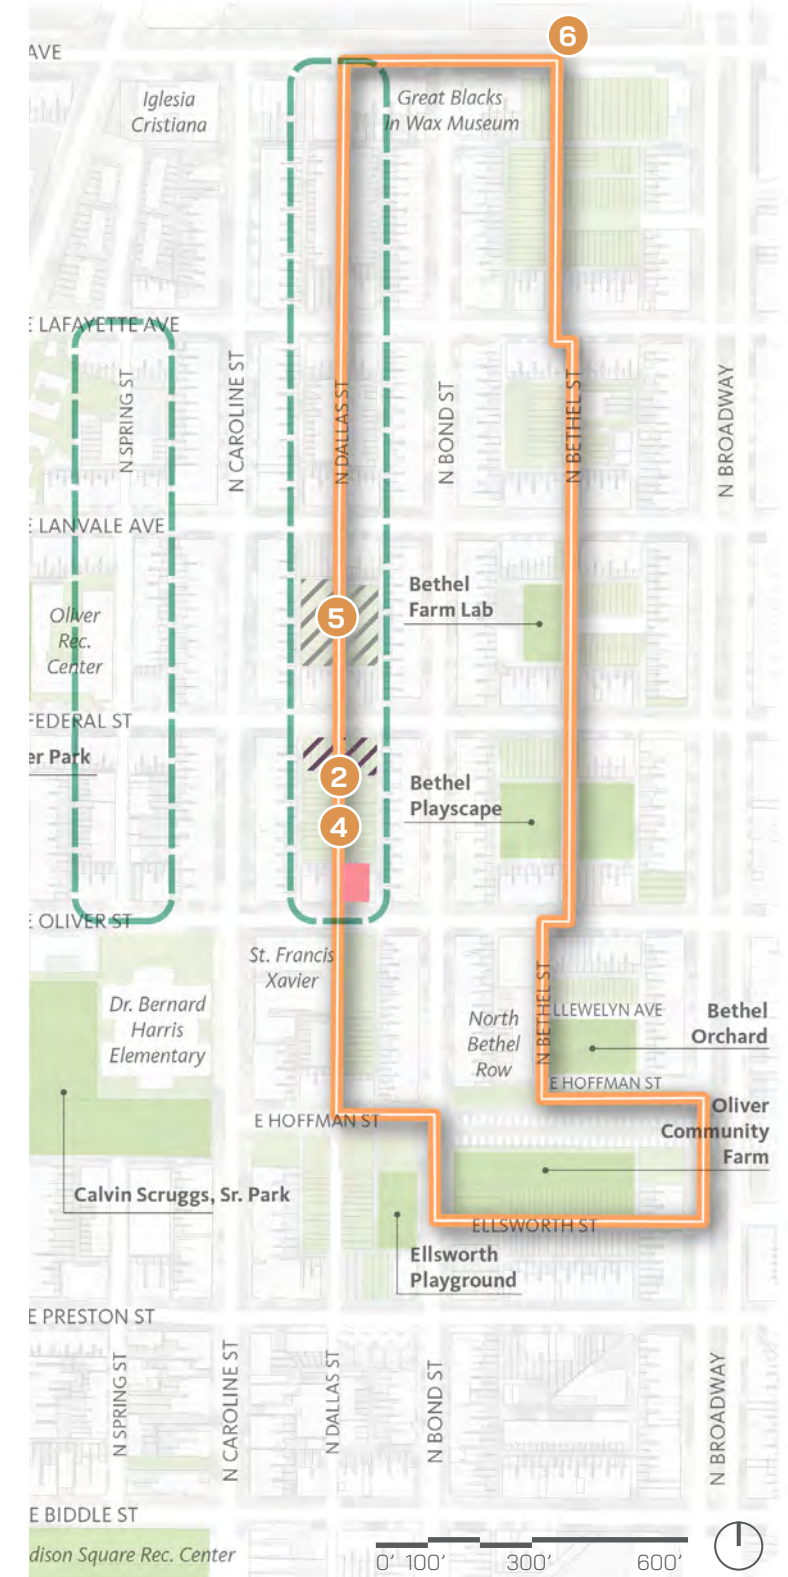 6
AVE
Iglesia
Cristiana
Great Blacks
in Wax Museum
E LAFAYETTE AVE
N SPRING ST
N CAROLINE ST
N DALLAS ST
N BOND ST
N BETHEL ST
N BROADWAY
E LANVALE AVE
Bethel
Farm Lab
5
Oliver
Rec.
Center
FEDERAL ST
er Park
2
Bethel
Playscape
4
E OLIVER ST
St. Francis
Xavier
Dr. Bernard
Harris
Elementary
North
Bethel
Row
N BETHEL ST
LLEWELYN AVE
Bethel
Orchard
E HOFFMAN ST
E HOFFMAN ST
Oliver
Community
Farm
Calvin Scruggs, Sr. Park
ELLSWORTH ST
Ellsworth
Playground
E PRESTON ST
N SPRING ST
N CAROLINE ST
N DALLAS ST
N BOND ST
N BROADWAY
E BIDDLE ST
dison Square Rec. Center
0' 100' 300' 600'